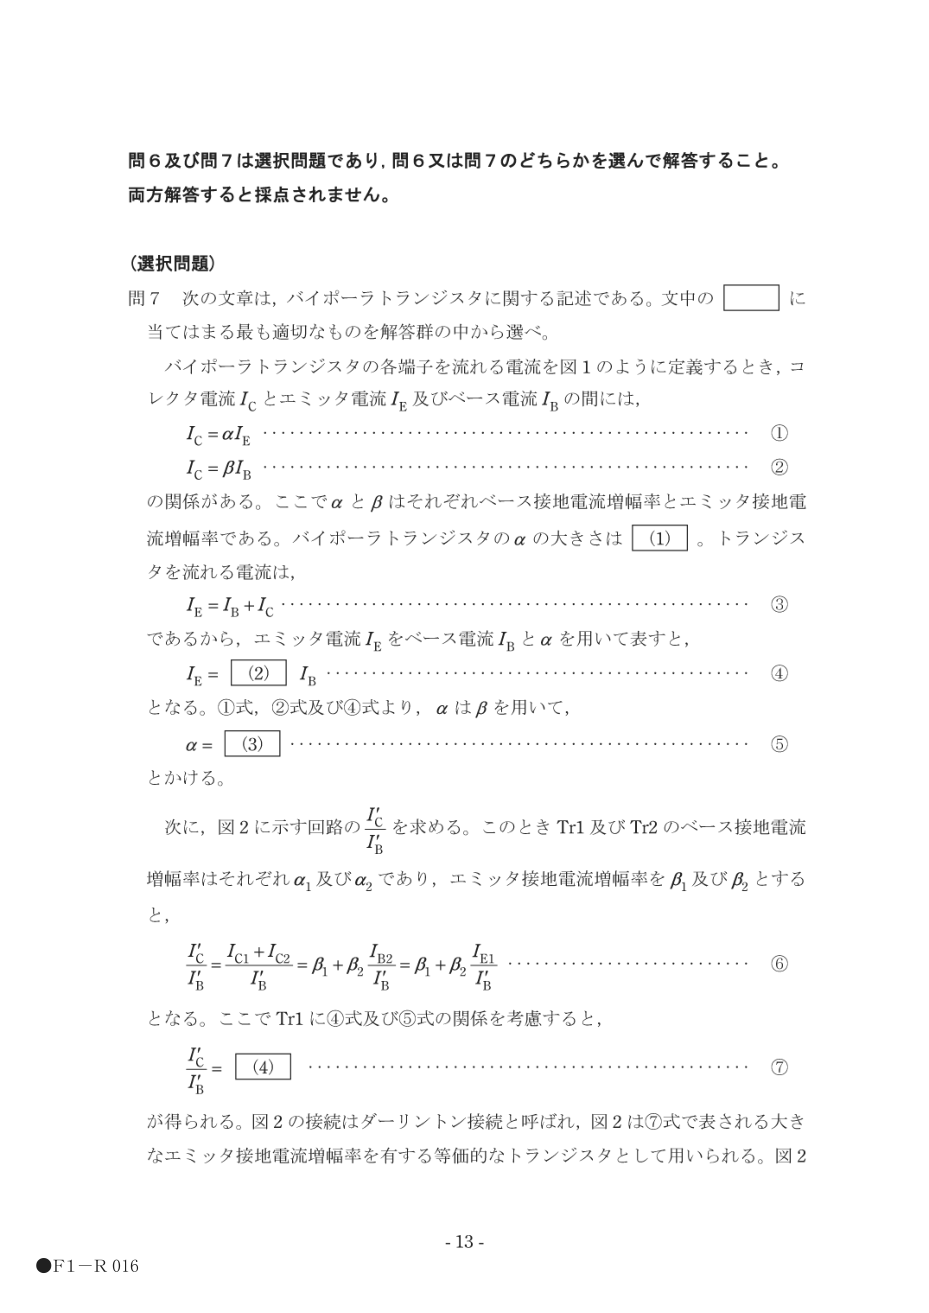 問6及び問7は選択問題であり,問6又は問7のどちらかを選んで解答すること。
両方解答すると採点されません。
(選択問題)
問7 次の文章は,バイポーラトランジスタに関する記述である。文中の に
当てはまる最も適切なものを解答群の中から選べ。
バイポーラトランジスタの各端子を流れる電流を図1のように定義するとき,コ
レクタ電流 I_C とエミッタ電流 I_E 及びベース電流 I_B の間には,
I_C = αI_E ・・・・・・・・・・・・・・・・・・・・ ①
I_C = βI_B ・・・・・・・・・・・・・・・・・・・・ ②
の関係がある。ここで α と β はそれぞれベース接地電流増幅率とエミッタ接地電
流増幅率である。バイポーラトランジスタの α の大きさは (1) 。トランジス
タを流れる電流は,
I_E = I_B + I_C ・・・・・・・・・・・・・・・・・・・・ ③
であるから,エミッタ電流 I_E をベース電流 I_B と α を用いて表すと,
I_E = (2) I_B ・・・・・・・・・・・・・・・・・・・・ ④
となる。①式,②式及び④式より, α は β を用いて,
α = (3) ・・・・・・・・・・・・・・・・・・・・ ⑤
とかける。
次に,図2に示す回路の I′_C/I′_B を求める。このとき Tr1 及び Tr2 のベース接地電流
増幅率はそれぞれ α_1 及び α_2 であり,エミッタ接地電流増幅率を β_1 及び β_2 とする
と,
I′_C/I′_B = (I_C1 + I_C2)/I′_B = β_1 + β_2 I_B2/I′_B = β_1 + β_2 I_E1/I′_B ・・・・・・・・・・ ⑥
となる。ここで Tr1 に④式及び⑤式の関係を考慮すると,
I′_C/I′_B = (4) ・・・・・・・・・・・・・・・・・・・・ ⑦
が得られる。図2の接続はダーリントン接続と呼ばれ,図2は⑦式で表される大き
なエミッタ接地電流増幅率を有する等価的なトランジスタとして用いられる。図2
- 13 -
●F1-R 016